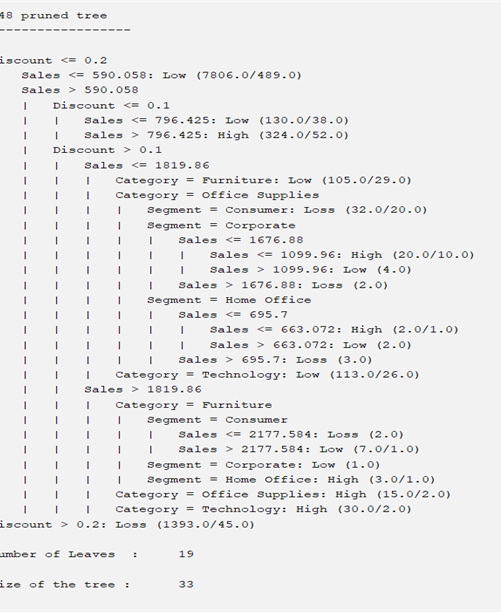 48 pruned tree
-----------------
iscount <= 0.2
Sales <= 590.058: Low (7806.0/489.0)
Sales > 590.058
| Discount <= 0.1
| | Sales <= 796.425: Low (130.0/38.0)
| | Sales > 796.425: High (324.0/52.0)
| Discount > 0.1
| | Sales <= 1819.86
| | | Category = Furniture: Low (105.0/29.0)
| | | Category = Office Supplies
| | | | Segment = Consumer: Loss (32.0/20.0)
| | | | Segment = Corporate
| | | | | Sales <= 1676.88
| | | | | | Sales <= 1099.96: High (20.0/10.0)
| | | | | | Sales > 1099.96: Low (4.0)
| | | | | Sales > 1676.88: Loss (2.0)
| | | | Segment = Home Office
| | | | | Sales <= 695.7
| | | | | | Sales <= 663.072: High (2.0/1.0)
| | | | | | Sales > 663.072: Low (2.0)
| | | | | Sales > 695.7: Loss (3.0)
| | | Category = Technology: Low (113.0/26.0)
| | Sales > 1819.86
| | | Category = Furniture
| | | | Segment = Consumer
| | | | | Sales <= 2177.584: Loss (2.0)
| | | | | Sales > 2177.584: Low (7.0/1.0)
| | | | Segment = Corporate: Low (1.0)
| | | | Segment = Home Office: High (3.0/1.0)
| | | Category = Office Supplies: High (15.0/2.0)
| | | Category = Technology: High (30.0/2.0)
iscount > 0.2: Loss (1393.0/45.0)
umber of Leaves : 19
ize of the tree : 33